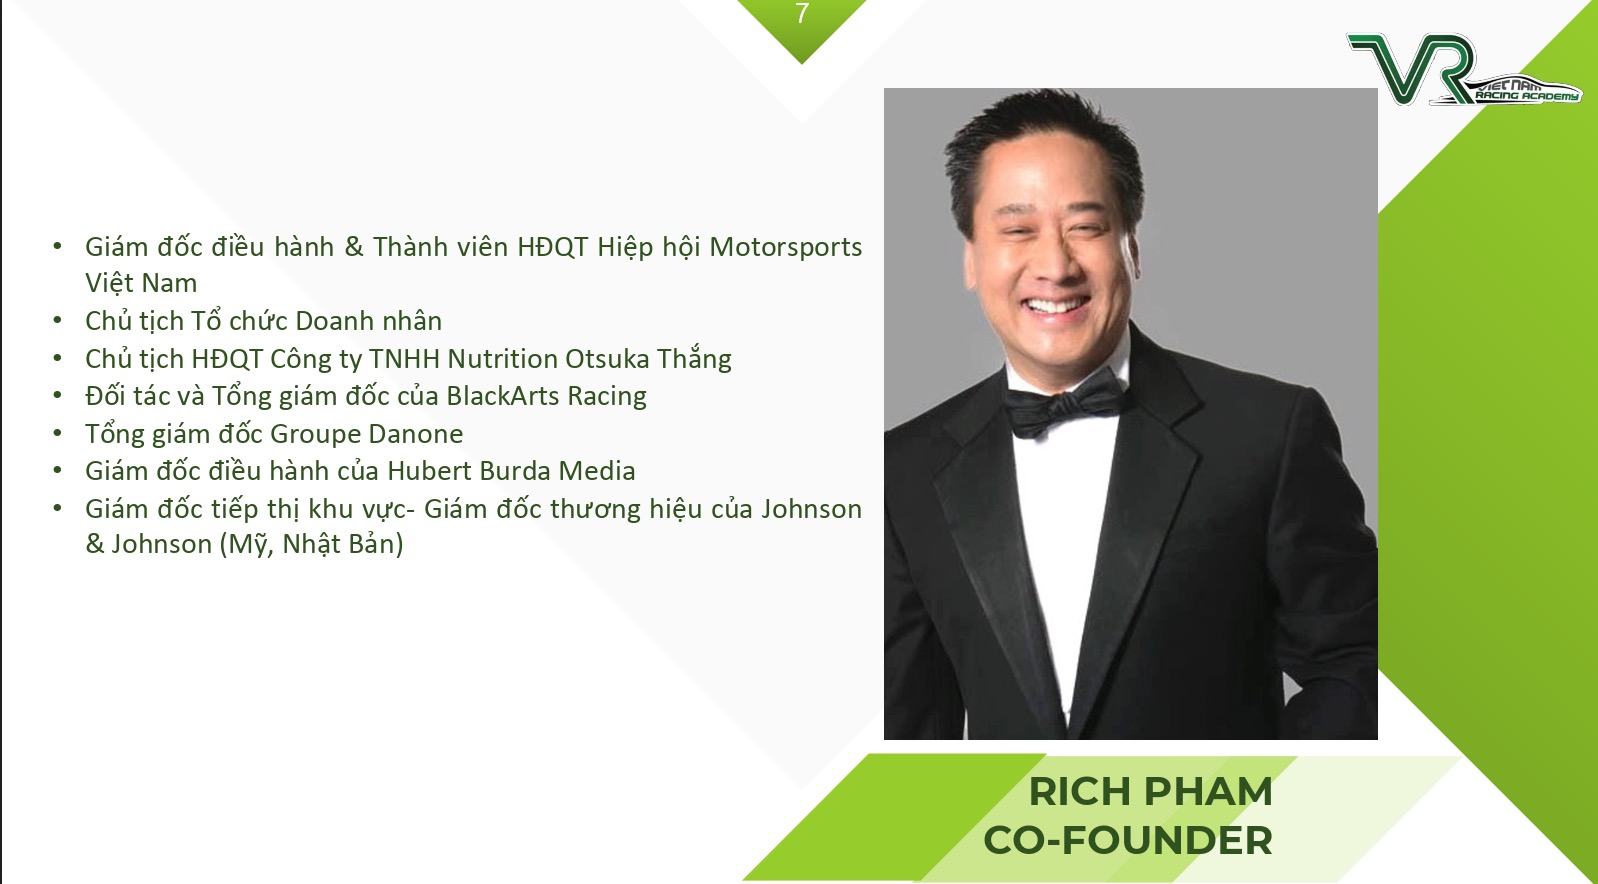 7
VR
VIET NAM
RACING ACADEMY
• Giám đốc điều hành & Thành viên HĐQT Hiệp hội Motorsports
Việt Nam
• Chủ tịch Tổ chức Doanh nhân
• Chủ tịch HĐQT Công ty TNHH Nutrition Otsuka Thắng
• Đối tác và Tổng giám đốc của BlackArts Racing
• Tổng giám đốc Groupe Danone
• Giám đốc điều hành của Hubert Burda Media
• Giám đốc tiếp thị khu vực- Giám đốc thương hiệu của Johnson
& Johnson (Mỹ, Nhật Bản)
RICH PHAM
CO-FOUNDER